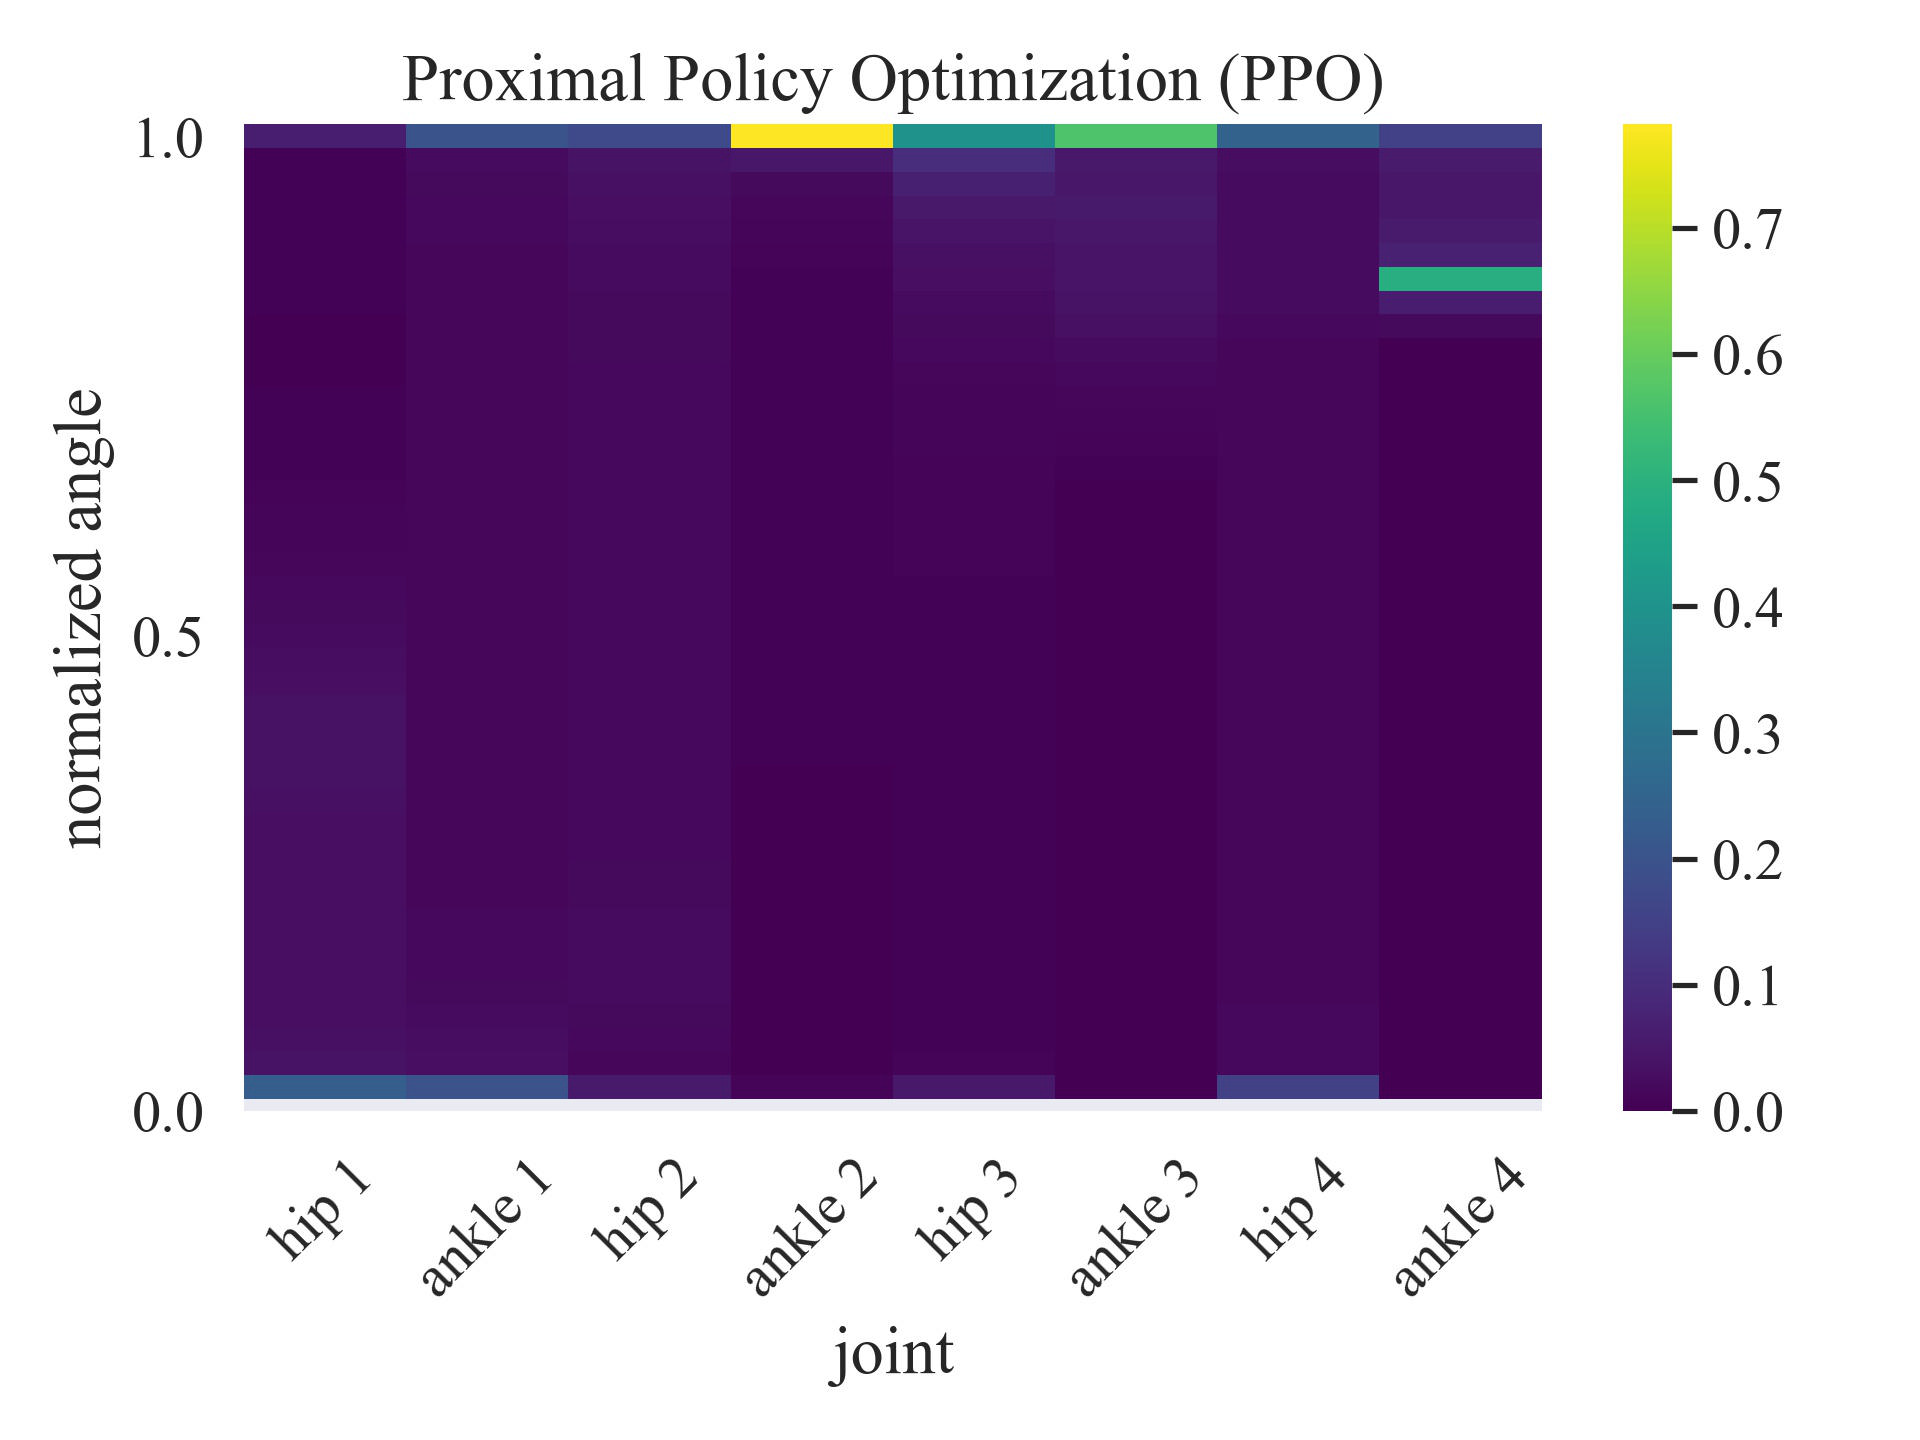 Proximal Policy Optimization (PPO)
normalized angle
1.0
0.5
0.0
hip 1
ankle 1
hip 2
ankle 2
hip 3
ankle 3
hip 4
ankle 4
joint
0.7
0.6
0.5
0.4
0.3
0.2
0.1
0.0